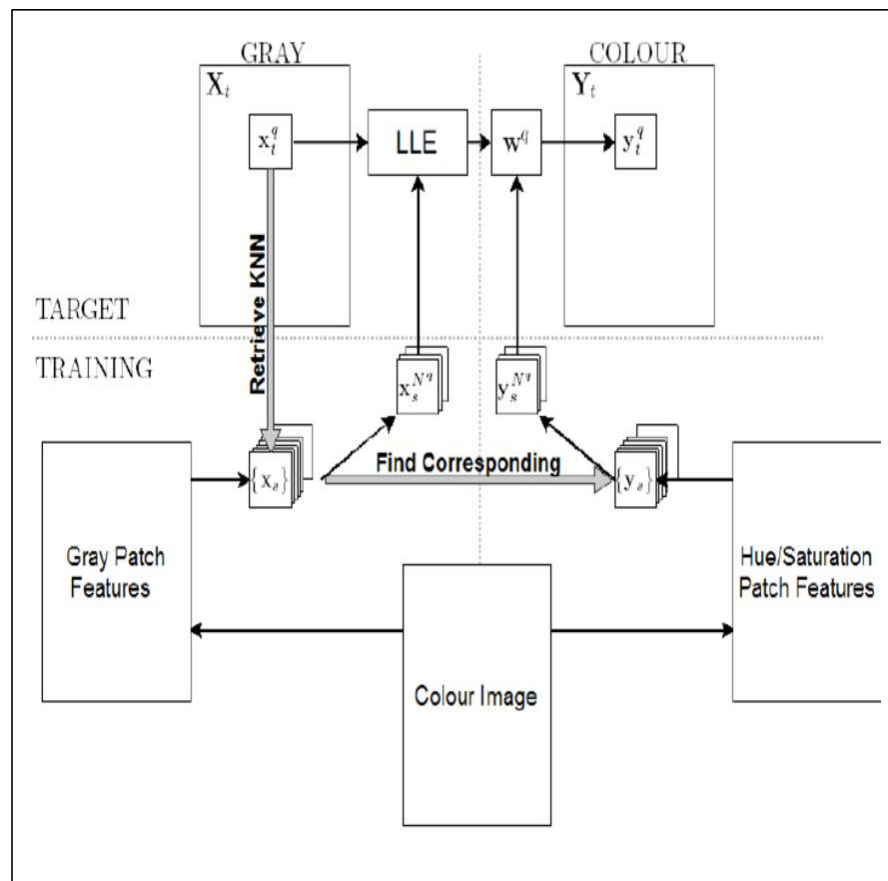 GRAY
COLOUR
X_t
Y_t
x_t^q
LLE
w^q
y_t^q
Retrieve KNN
TARGET
TRAINING
x_s^{N^q}
y_s^{N^q}
Find Corresponding
{x_s}
{y_s}
Gray Patch
Features
Hue/Saturation
Patch Features
Colour Image